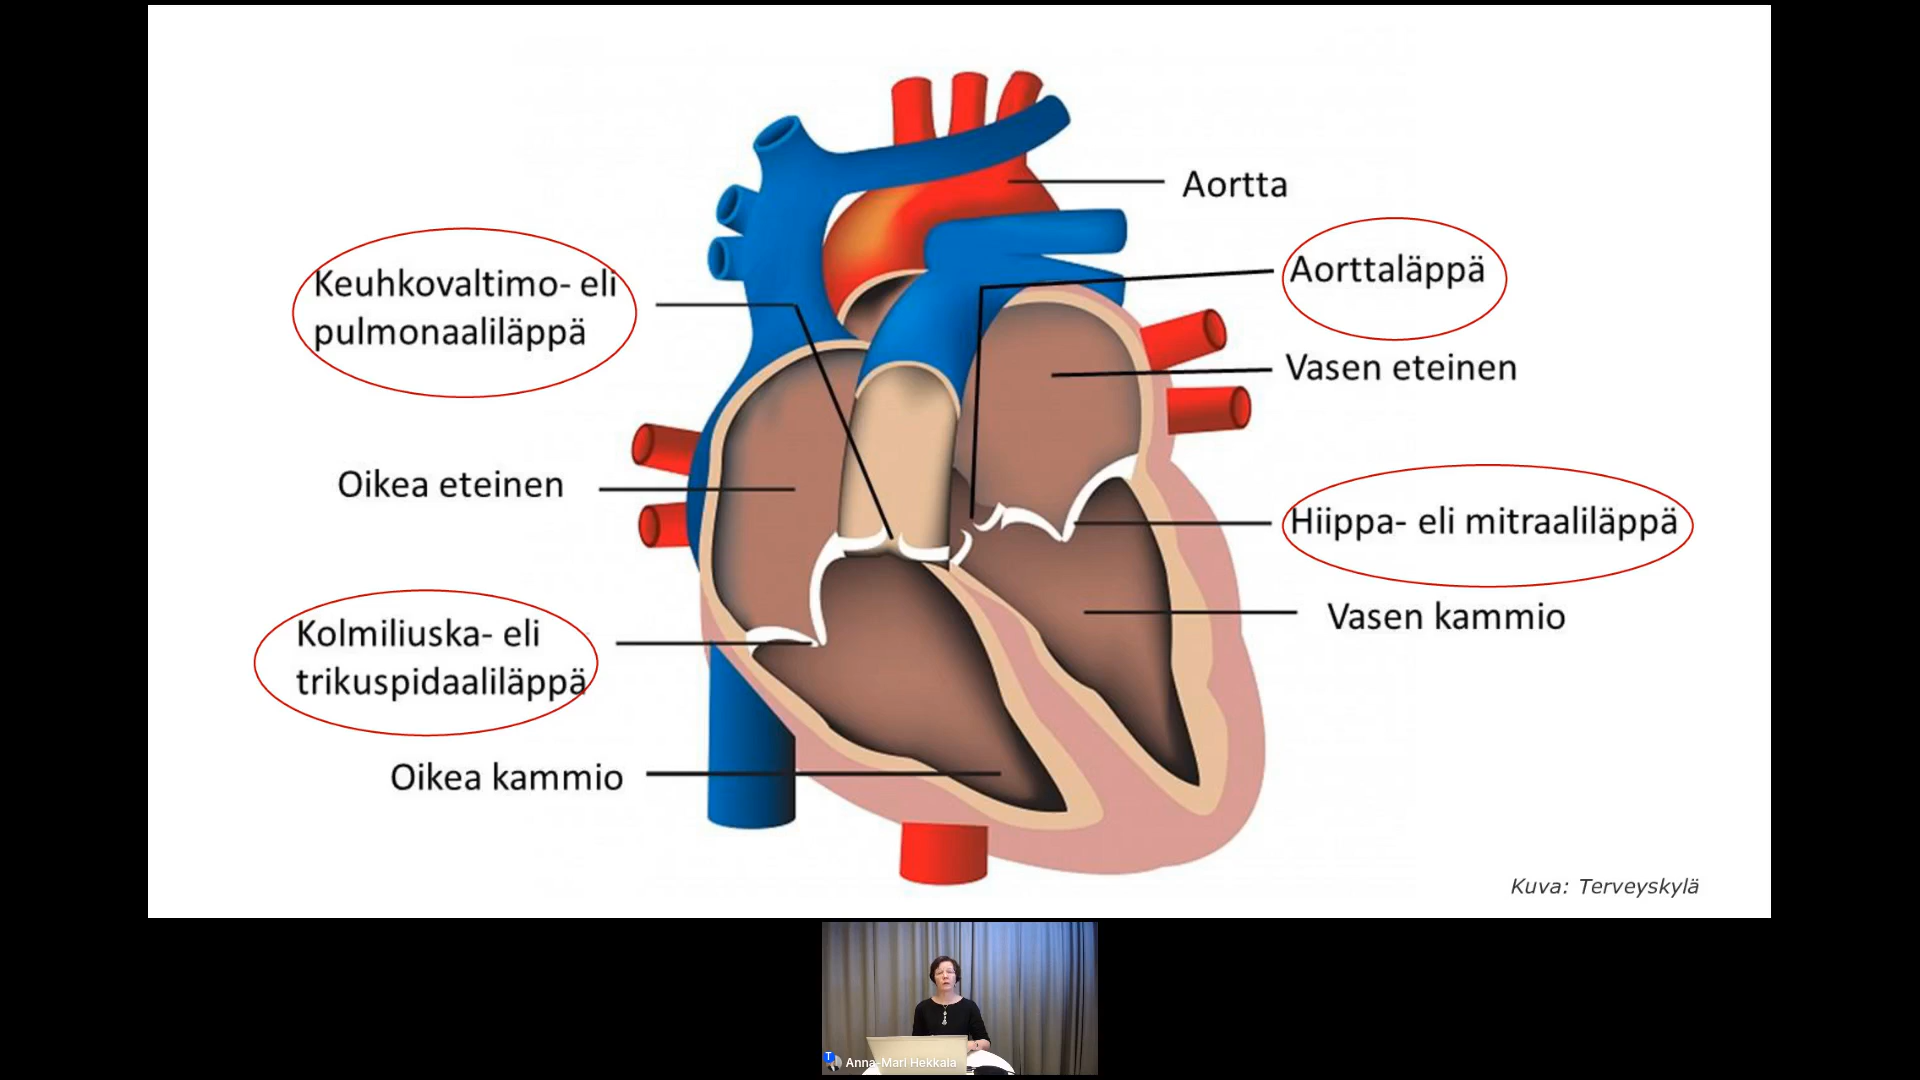 Aortta
Keuhkovaltimo- eli
pulmonaaliläppä
Aorttaläppä
Vasen eteinen
Oikea eteinen
Hiippa- eli mitraaliläppä
Kolmiliuska- eli
trikuspidaaliläppä
Vasen kammio
Oikea kammio
Kuva: Terveyskylä
T
Anna-Mari Hekkala